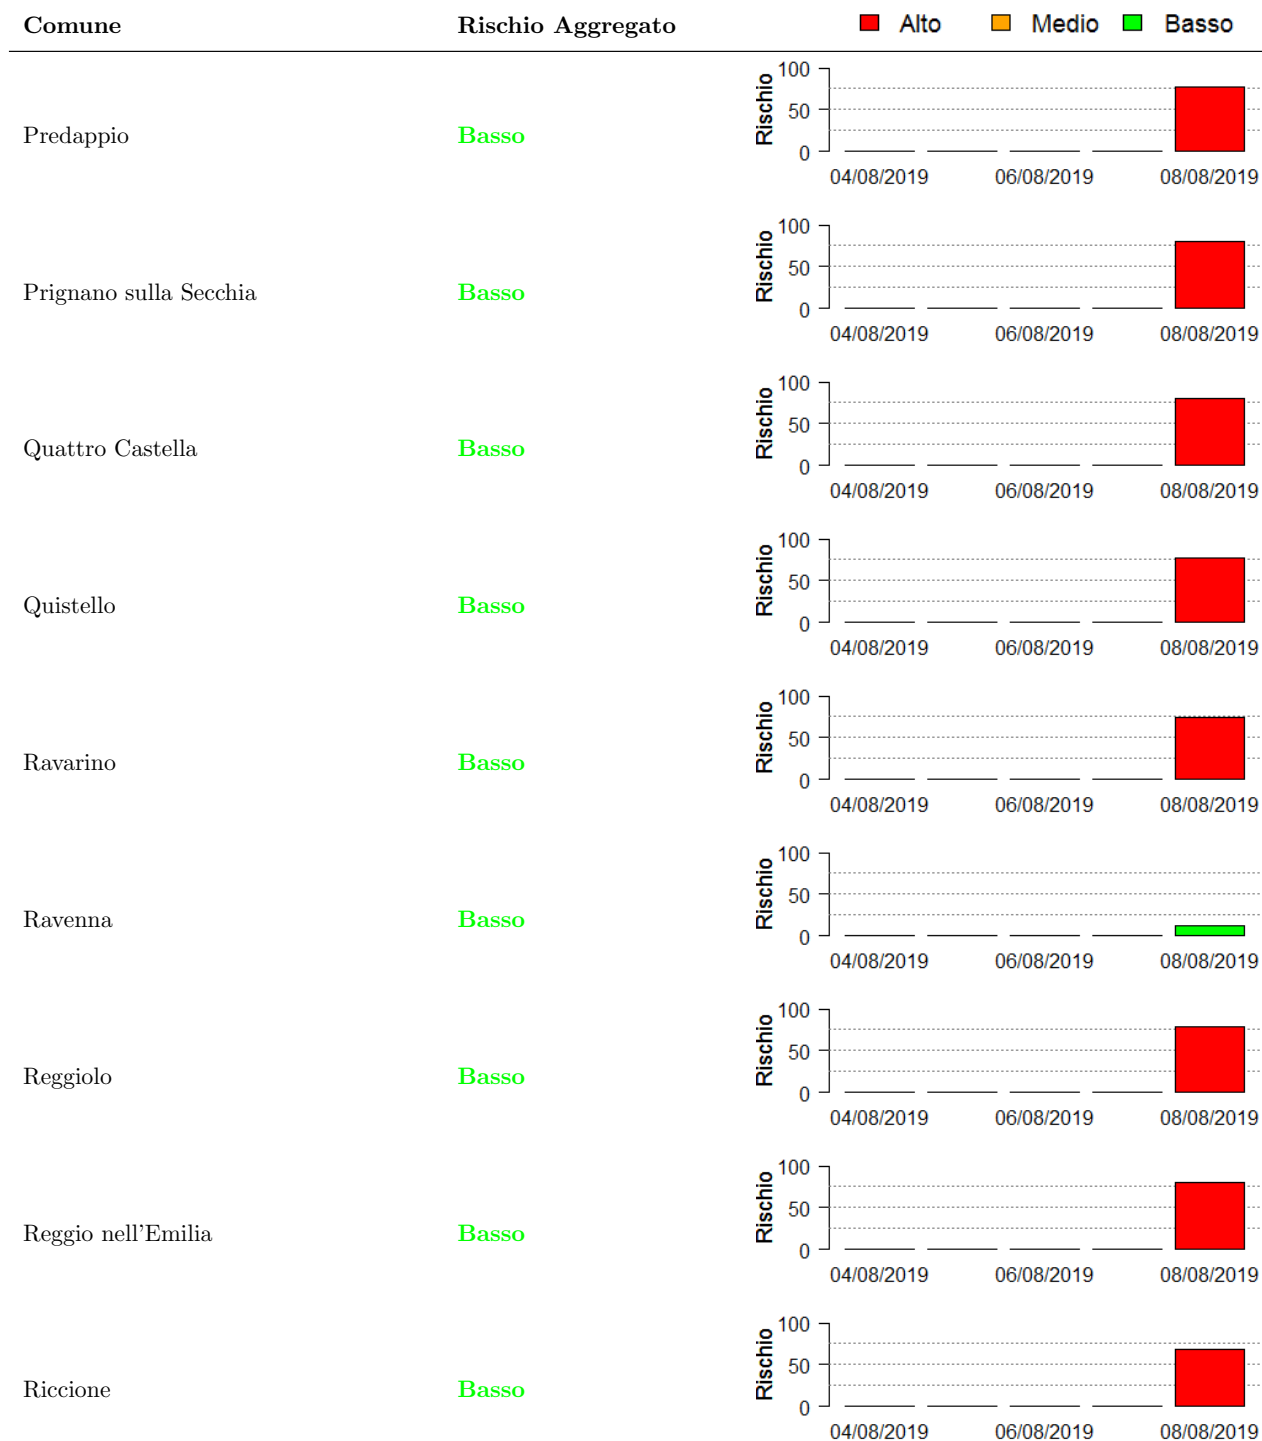 Comune Rischio Aggregato Alto Medio Basso
100
50
0
Rischio
Predappio Basso
04/08/2019 06/08/2019 08/08/2019
100
50
0
Rischio
Prignano sulla Secchia Basso
04/08/2019 06/08/2019 08/08/2019
100
50
0
Rischio
Quattro Castella Basso
04/08/2019 06/08/2019 08/08/2019
100
50
0
Rischio
Quistello Basso
04/08/2019 06/08/2019 08/08/2019
100
50
0
Rischio
Ravarino Basso
04/08/2019 06/08/2019 08/08/2019
100
50
0
Rischio
Ravenna Basso
04/08/2019 06/08/2019 08/08/2019
100
50
0
Rischio
Reggiolo Basso
04/08/2019 06/08/2019 08/08/2019
100
50
0
Rischio
Reggio nell'Emilia Basso
04/08/2019 06/08/2019 08/08/2019
100
50
0
Rischio
Riccione Basso
04/08/2019 06/08/2019 08/08/2019